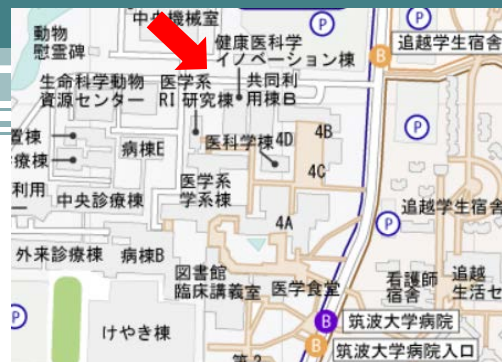 中央機械室
P
動物
慰霊碑
健康医科学
イノベーション棟
追越学生宿舎
B
生命科学動物
資源センター
医学系
RI 研究棟
共同利
用棟B
P
置棟
療棟
病棟E
医科学棟
4D
4B
4C
利用
中央診療棟
医学系
学系棟
4A
追越学生宿舎
P
外来診療棟
病棟B
図書館
臨床講義室
医学食堂
看護師
宿舎
追越
生活セ
P
けやき棟
B
筑波大学病院
B
筑波大学病院入口